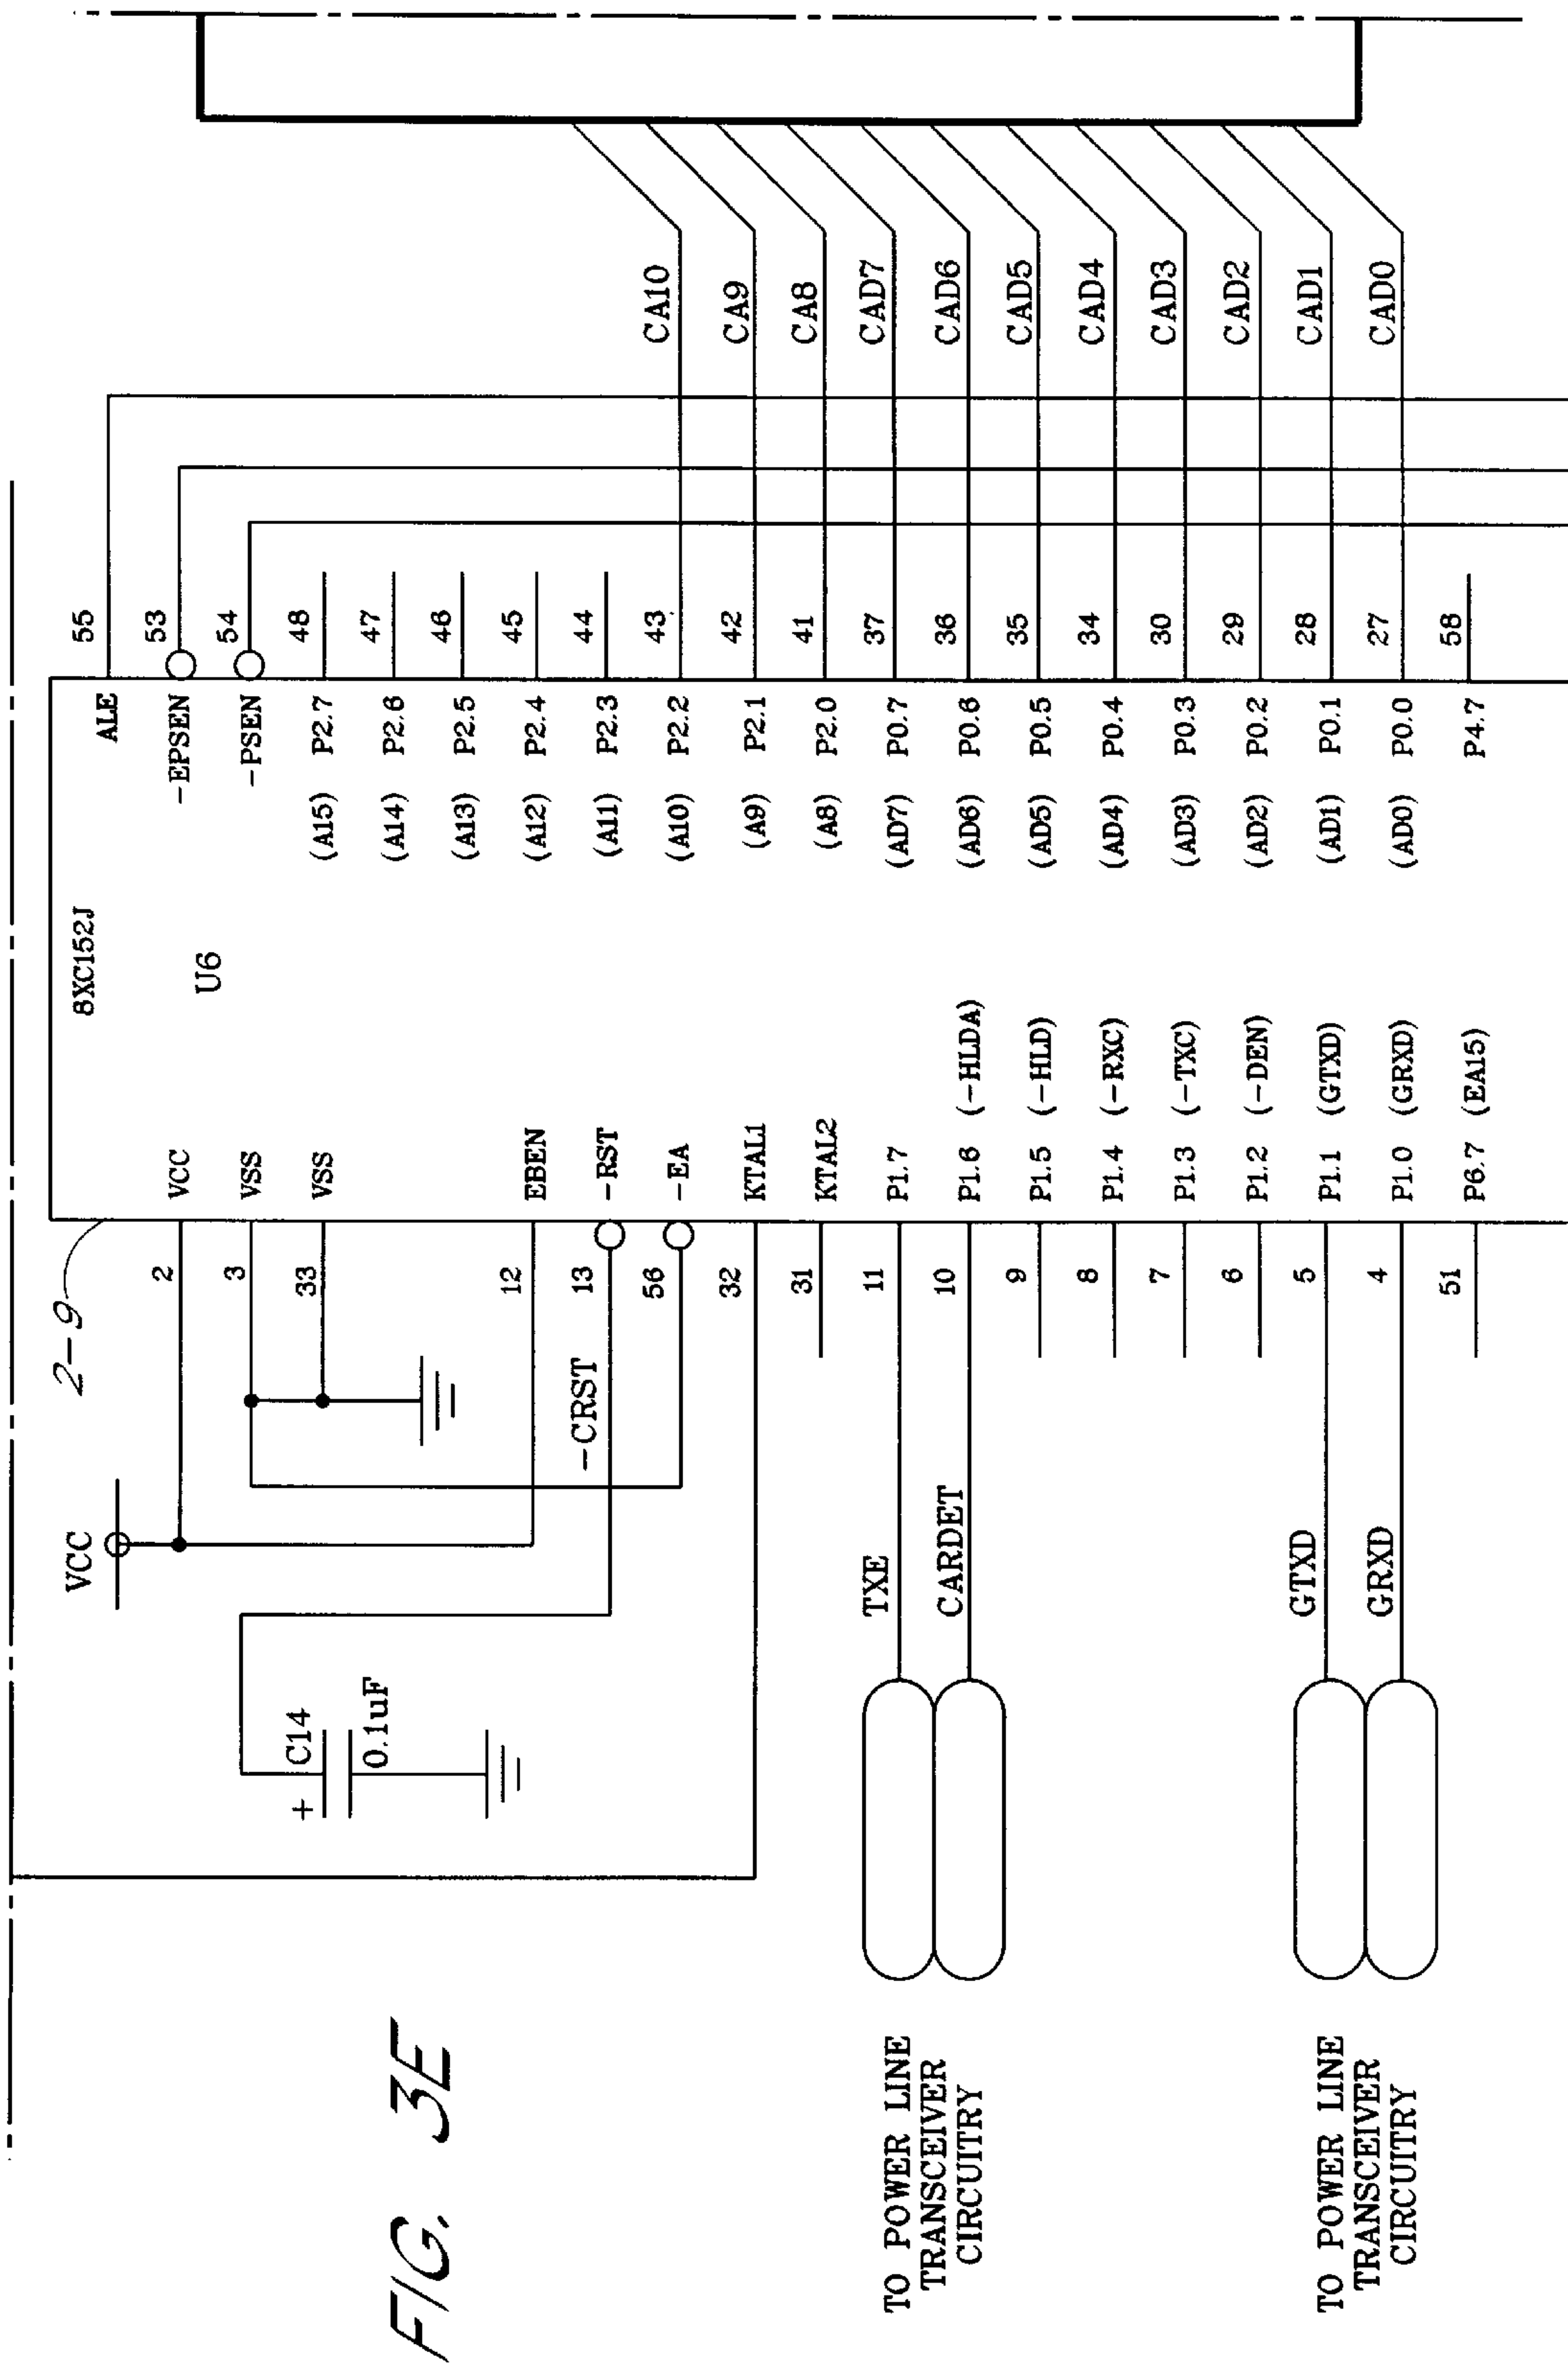 FIG. 3E
2-9
8XC152J
U6
VCC
C14
+
0.1uF
-CRST
2 VCC
3 VSS
33 VSS
12 EBEN
13 -RST
56 -EA
32 KTAL1
31 KTAL2
TXE 11 P1.7
CARDET 10 P1.6 (-HLDA)
9 P1.5 (-HLD)
8 P1.4 (-RXC)
7 P1.3 (-TXC)
6 P1.2 (-DEN)
GTXD 5 P1.1 (GTXD)
GRXD 4 P1.0 (GRXD)
51 P6.7 (EA15)
TO POWER LINE
TRANSCEIVER
CIRCUITRY
TO POWER LINE
TRANSCEIVER
CIRCUITRY
ALE 55
-EPSEN 53
-PSEN 54
(A15) P2.7 48
(A14) P2.6 47
(A13) P2.5 46
(A12) P2.4 45
(A11) P2.3 44
(A10) P2.2 43 CA10
(A9) P2.1 42 CA9
(A8) P2.0 41 CA8
(AD7) P0.7 37 CAD7
(AD6) P0.6 36 CAD6
(AD5) P0.5 35 CAD5
(AD4) P0.4 34 CAD4
(AD3) P0.3 30 CAD3
(AD2) P0.2 29 CAD2
(AD1) P0.1 28 CAD1
(AD0) P0.0 27 CAD0
P4.7 58